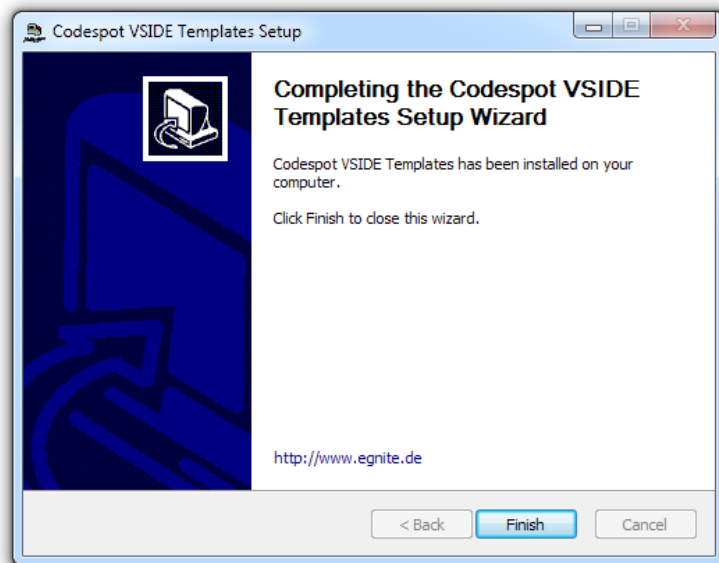 Codespot VSIDE Templates Setup
Completing the Codespot VSIDE
Templates Setup Wizard
Codespot VSIDE Templates has been installed on your
computer.
Click Finish to close this wizard.
http://www.egnite.de
< Back
Finish
Cancel